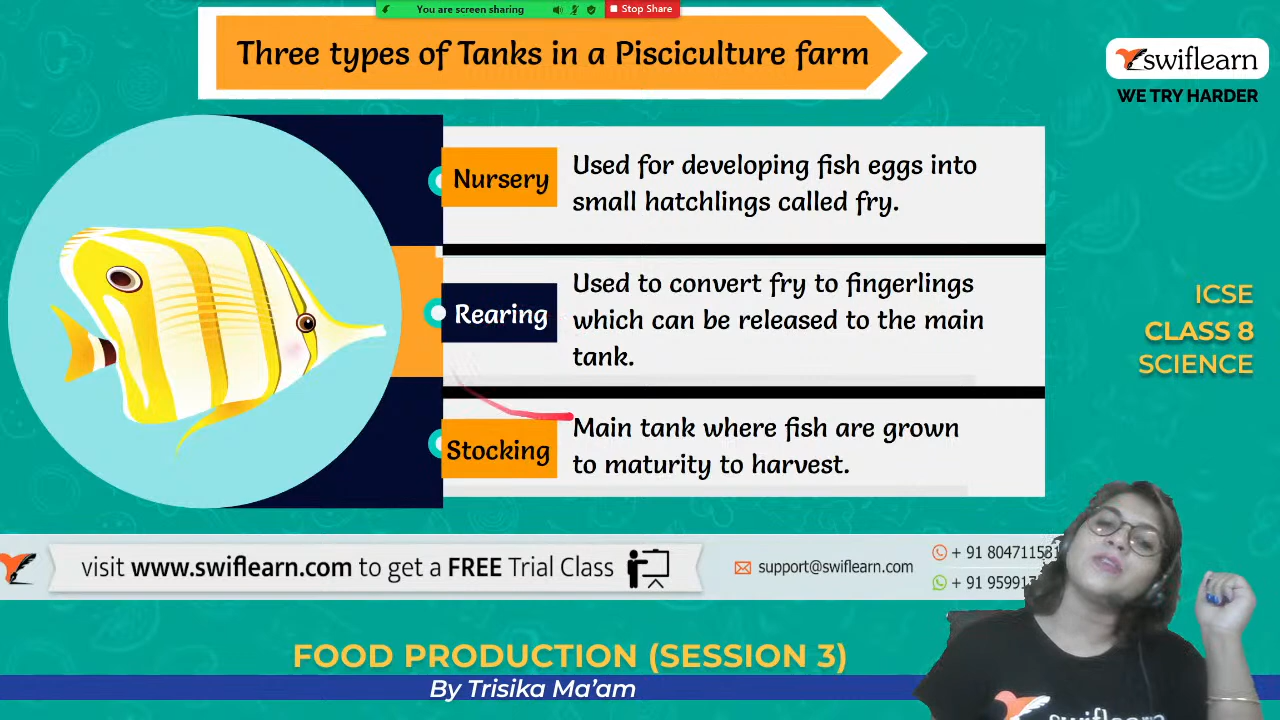 You are screen sharing
Stop Share
Three types of Tanks in a Pisciculture farm
swiflearn
WE TRY HARDER
Nursery
Used for developing fish eggs into
small hatchlings called fry.
Rearing
Used to convert fry to fingerlings
which can be released to the main
tank.
Stocking
Main tank where fish are grown
to maturity to harvest.
ICSE
CLASS 8
SCIENCE
visit www.swiflearn.com to get a FREE Trial Class
support@swiflearn.com
+ 91 804711531
+ 91 95991
FOOD PRODUCTION (SESSION 3)
By Trisika Ma'am